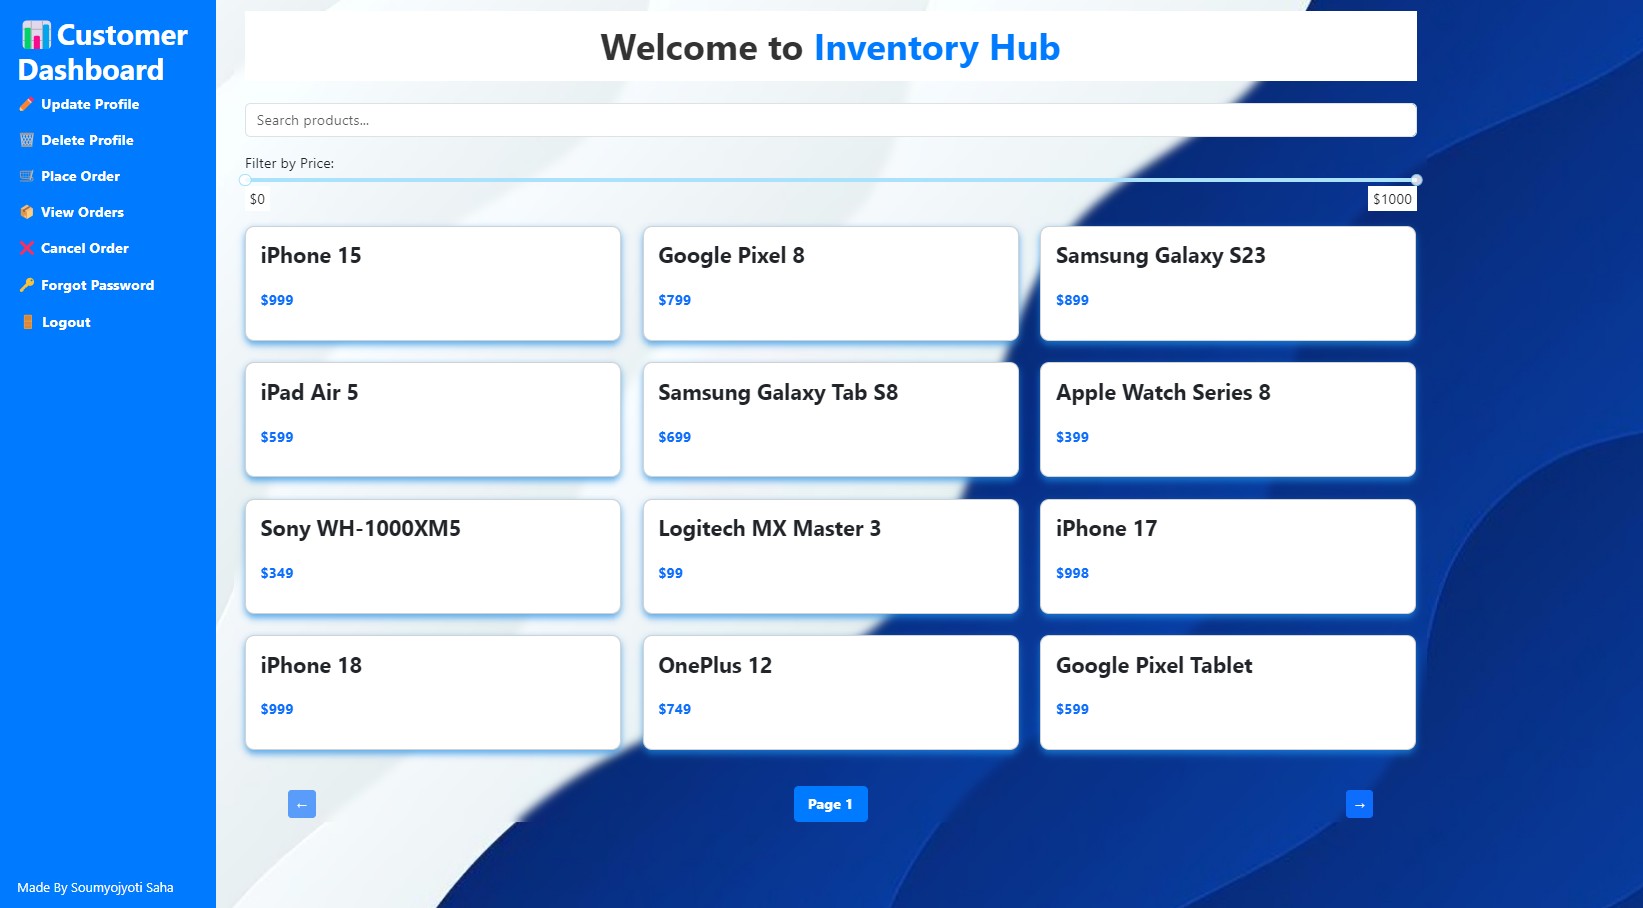 Customer
Dashboard
Update Profile
Delete Profile
Place Order
View Orders
Cancel Order
Forgot Password
Logout
Made By Soumyojyoti Saha
Welcome to Inventory Hub
Search products...
Filter by Price:
$0 $1000
iPhone 15
$999
Google Pixel 8
$799
Samsung Galaxy S23
$899
iPad Air 5
$599
Samsung Galaxy Tab S8
$699
Apple Watch Series 8
$399
Sony WH-1000XM5
$349
Logitech MX Master 3
$99
iPhone 17
$998
iPhone 18
$999
OnePlus 12
$749
Google Pixel Tablet
$599
← Page 1 →